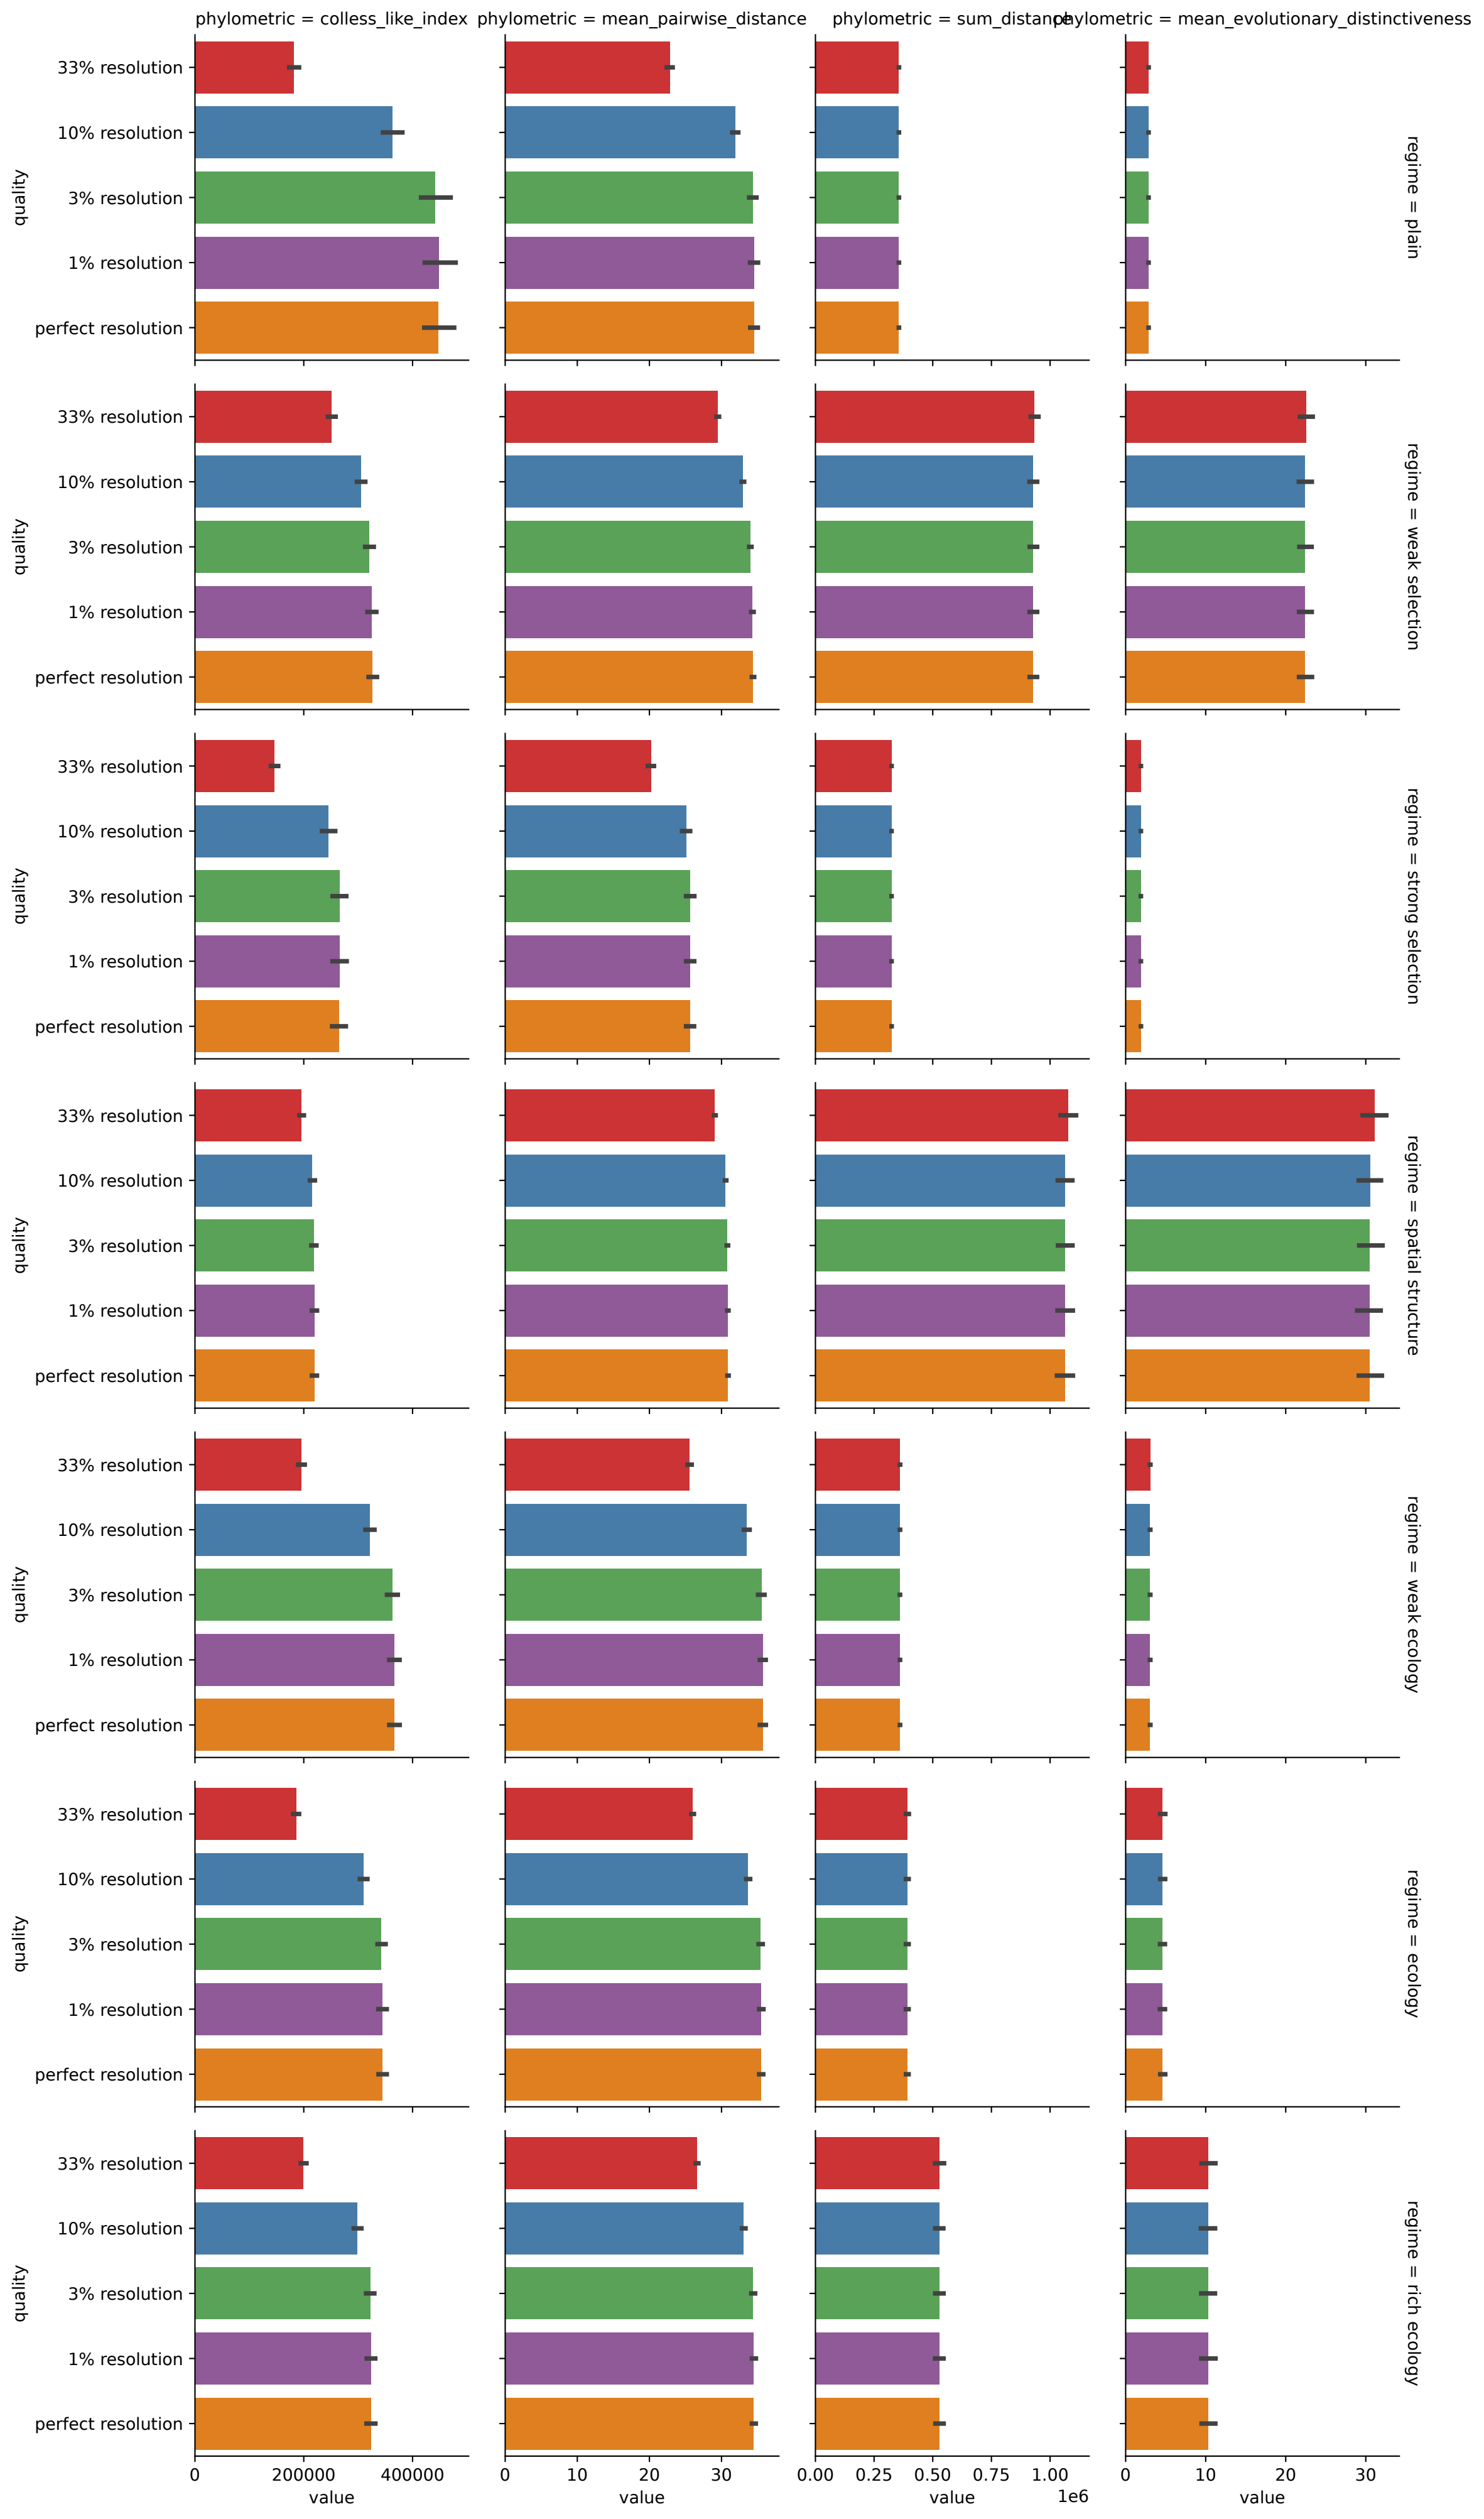 phylometric = colless_like_index
phylometric = mean_pairwise_distance
phylometric = sum_distance
phylometric = mean_evolutionary_distinctiveness
quality
33% resolution
10% resolution
3% resolution
1% resolution
perfect resolution
regime = plain
quality
33% resolution
10% resolution
3% resolution
1% resolution
perfect resolution
regime = weak selection
quality
33% resolution
10% resolution
3% resolution
1% resolution
perfect resolution
regime = strong selection
quality
33% resolution
10% resolution
3% resolution
1% resolution
perfect resolution
regime = spatial structure
quality
33% resolution
10% resolution
3% resolution
1% resolution
perfect resolution
regime = weak ecology
quality
33% resolution
10% resolution
3% resolution
1% resolution
perfect resolution
regime = ecology
quality
33% resolution
10% resolution
3% resolution
1% resolution
perfect resolution
regime = rich ecology
0 200000 400000
value
0 10 20 30
value
0.00 0.25 0.50 0.75 1.00
1e6
value
0 10 20 30
value